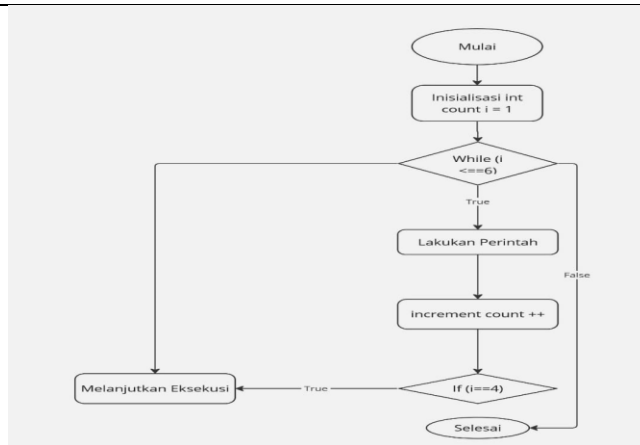 Mulai
Inisialisasi int
count i = 1
While (i
<==6)
True
Lakukan Perintah
False
increment count ++
Melanjutkan Eksekusi
True
If (i==4)
Selesai